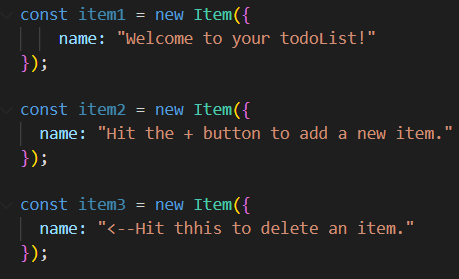 const item1 = new Item({
name: "Welcome to your todoList!"
});
const item2 = new Item({
name: "Hit the + button to add a new item."
});
const item3 = new Item({
name: "<--Hit thhis to delete an item."
});